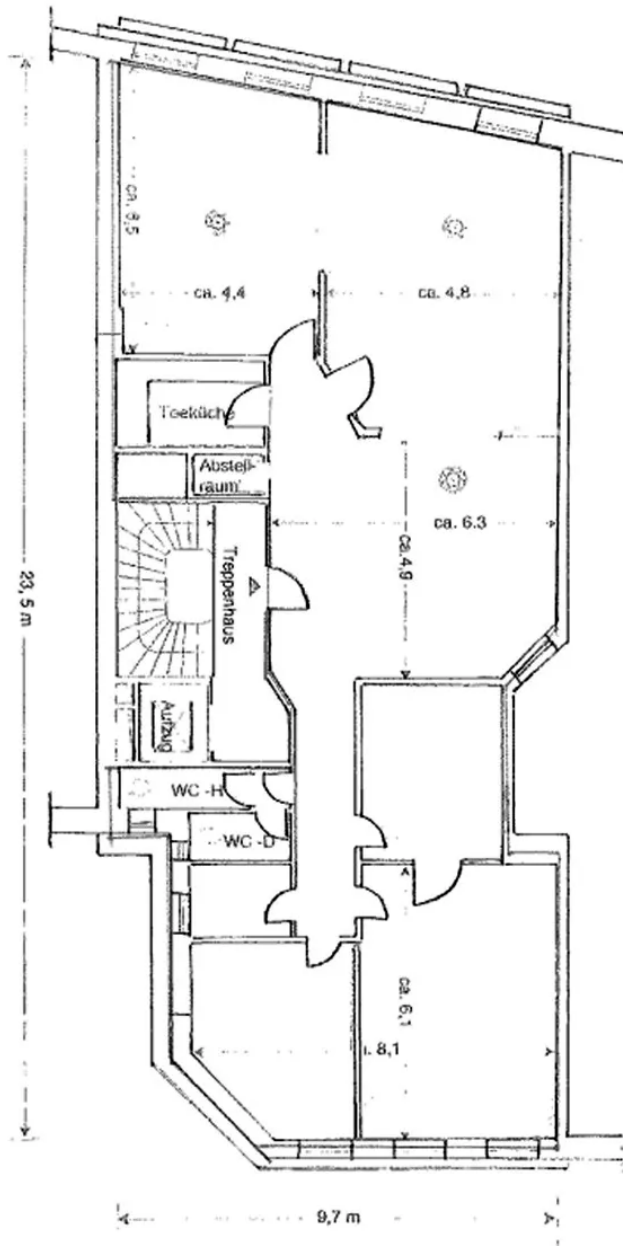 ca. 8,5
ca. 4,4
ca. 4,8
Teeküche
Abstell-
raum
ca. 6.3
ca. 4,9
Treppenhaus
23,5 m
Aufzug
WC -H
WC -D
ca. 6,1
. 8,1
9,7 m